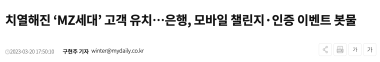 치열해진 ‘MZ세대’ 고객 유치…은행, 모바일 챌린지·인증 이벤트 봇물
2023-03-20 17:50:18 구현주 기자 winter@mydaily.co.kr 가 가